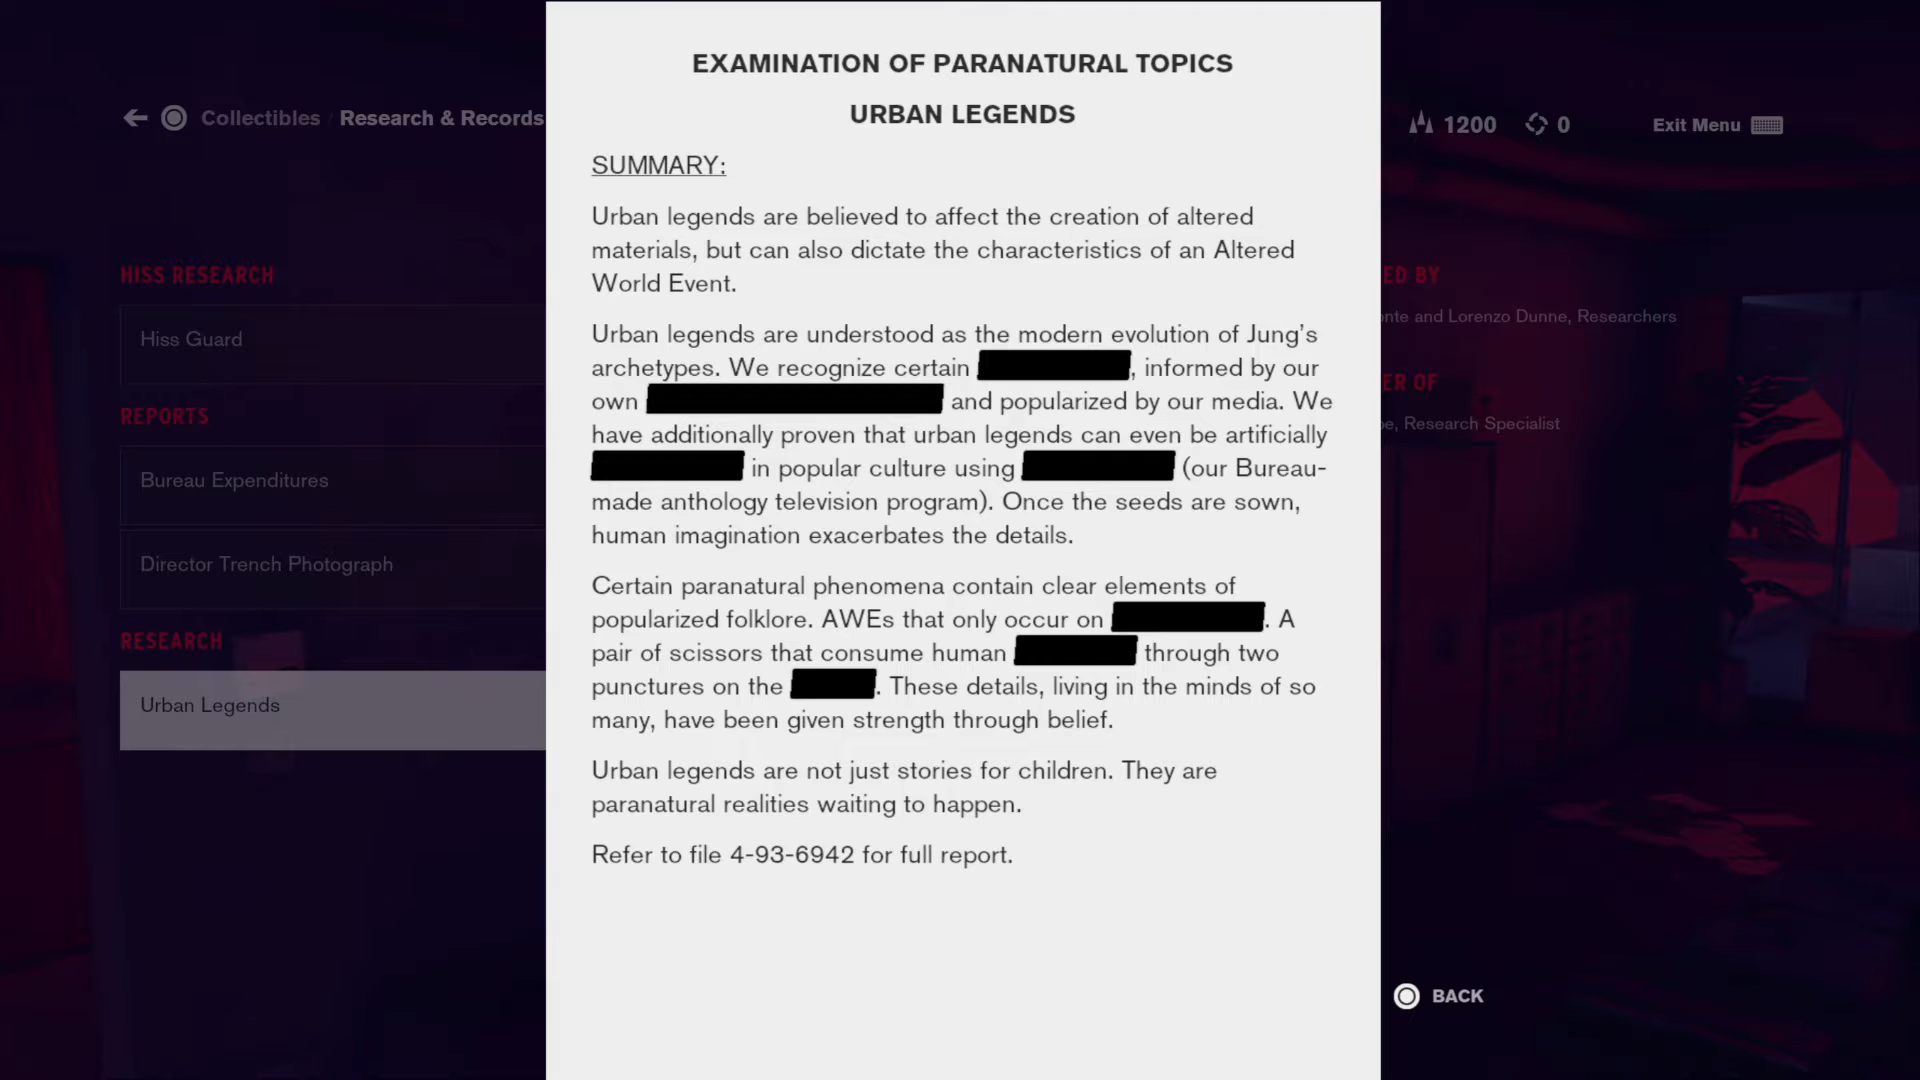 EXAMINATION OF PARANATURAL TOPICS
URBAN LEGENDS
Collectibles / Research & Records
1200
0
Exit Menu
SUMMARY:
Urban legends are believed to affect the creation of altered
materials, but can also dictate the characteristics of an Altered
World Event.
Urban legends are understood as the modern evolution of Jung's
archetypes. We recognize certain , informed by our
own and popularized by our media. We
have additionally proven that urban legends can even be artificially
in popular culture using (our Bureau-
made anthology television program). Once the seeds are sown,
human imagination exacerbates the details.
Certain paranatural phenomena contain clear elements of
popularized folklore. AWEs that only occur on . A
pair of scissors that consume human through two
punctures on the . These details, living in the minds of so
many, have been given strength through belief.
Urban legends are not just stories for children. They are
paranatural realities waiting to happen.
Refer to file 4-93-6942 for full report.
HISS RESEARCH
Hiss Guard
REPORTS
Bureau Expenditures
Director Trench Photograph
RESEARCH
Urban Legends
ED BY
nte and Lorenzo Dunne, Researchers
ER OF
e, Research Specialist
BACK